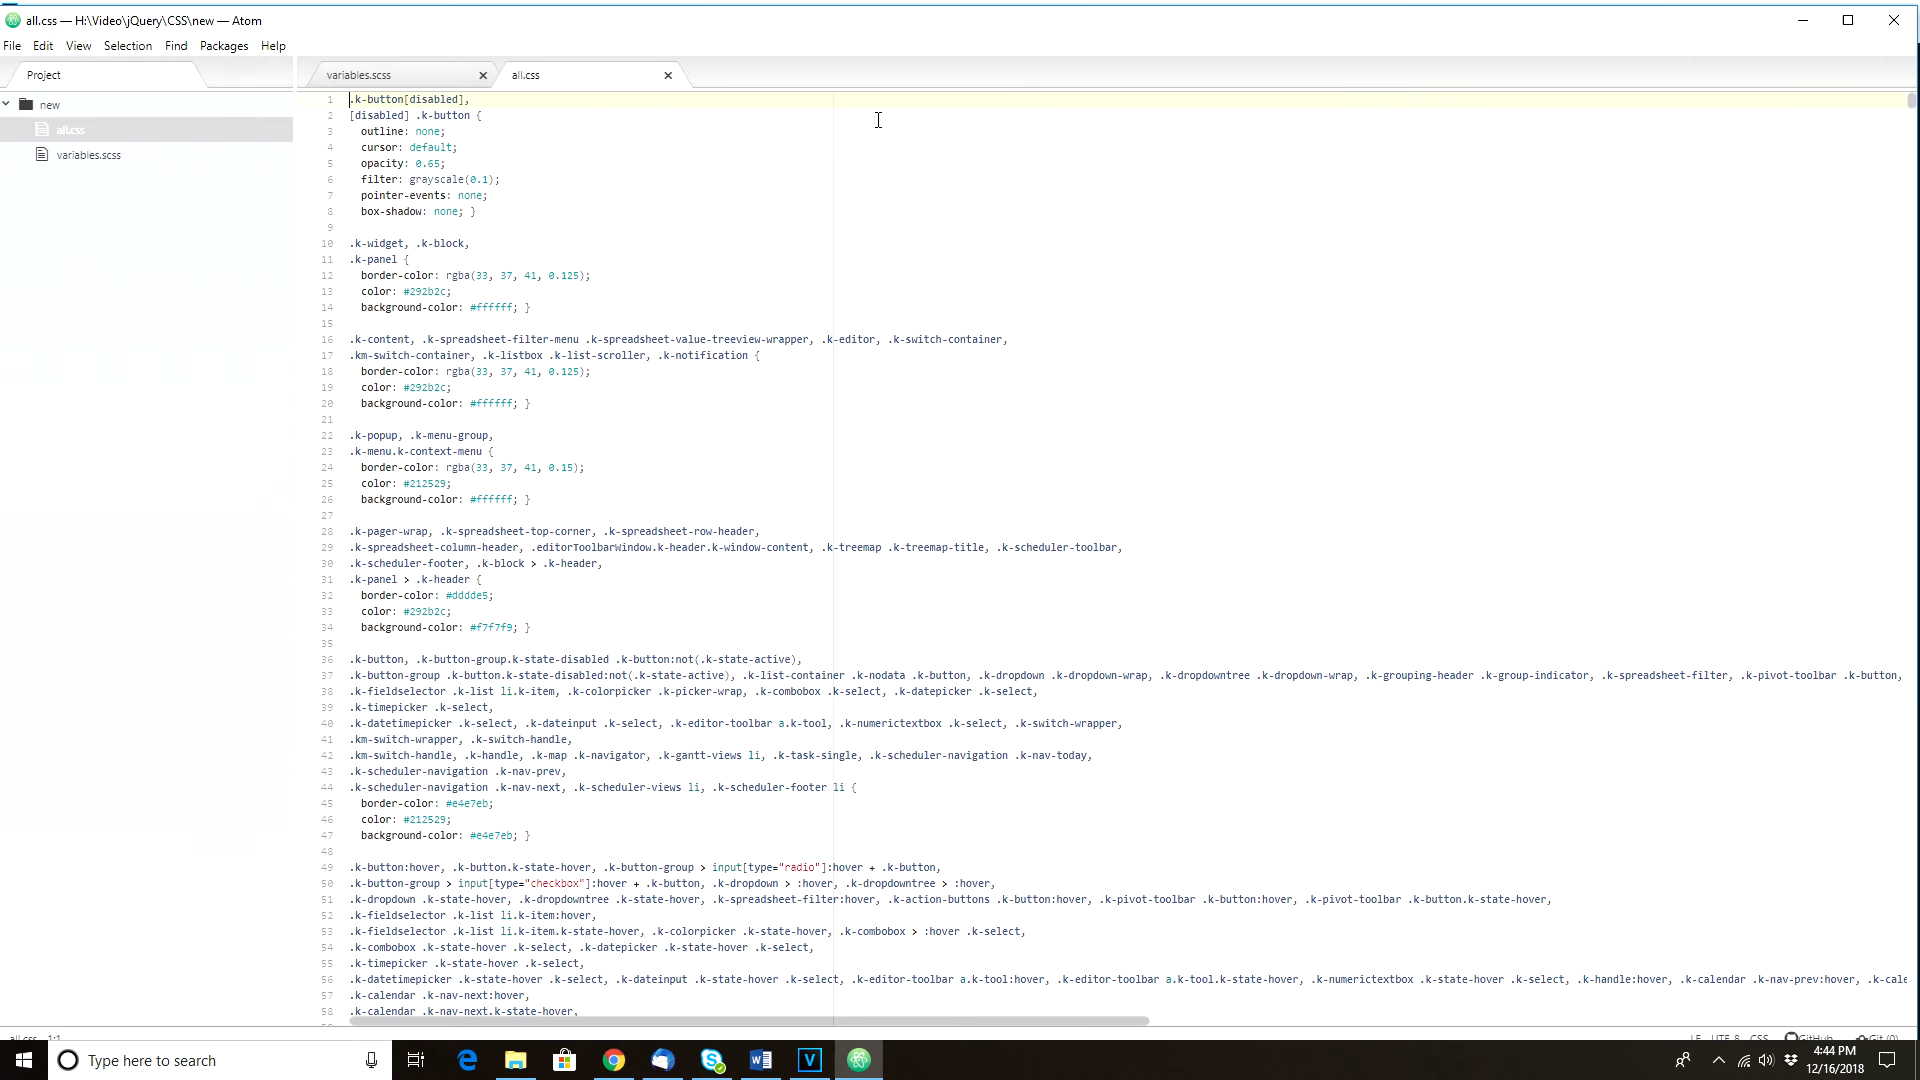 all.css — H:\Video\jQuery\CSS\new — Atom
File Edit View Selection Find Packages Help
Project
variables.scss
all.css
new
all.css
variables.scss
1 .k-button[disabled],
2 [disabled] .k-button {
3 outline: none;
4 cursor: default;
5 opacity: 0.65;
6 filter: grayscale(0.1);
7 pointer-events: none;
8 box-shadow: none; }
9
10 .k-widget, .k-block,
11 .k-panel {
12 border-color: rgba(33, 37, 41, 0.125);
13 color: #292b2c;
14 background-color: #ffffff; }
15
16 .k-content, .k-spreadsheet-filter-menu .k-spreadsheet-value-treeview-wrapper, .k-editor, .k-switch-container,
17 .km-switch-container, .k-listbox .k-list-scroller, .k-notification {
18 border-color: rgba(33, 37, 41, 0.125);
19 color: #292b2c;
20 background-color: #ffffff; }
21
22 .k-popup, .k-menu-group,
23 .k-menu.k-context-menu {
24 border-color: rgba(33, 37, 41, 0.15);
25 color: #212529;
26 background-color: #ffffff; }
27
28 .k-pager-wrap, .k-spreadsheet-top-corner, .k-spreadsheet-row-header,
29 .k-spreadsheet-column-header, .editorToolbarWindow.k-header.k-window-content, .k-treemap .k-treemap-title, .k-scheduler-toolbar,
30 .k-scheduler-footer, .k-block > .k-header,
31 .k-panel > .k-header {
32 border-color: #dddde5;
33 color: #292b2c;
34 background-color: #f7f7f9; }
35
36 .k-button, .k-button-group.k-state-disabled .k-button:not(.k-state-active),
37 .k-button-group .k-button.k-state-disabled:not(.k-state-active), .k-list-container .k-nodata .k-button, .k-dropdown .k-dropdown-wrap, .k-dropdowntree .k-dropdown-wrap, .k-grouping-header .k-group-indicator, .k-spreadsheet-filter, .k-pivot-toolbar .k-button,
38 .k-fieldselector .k-list li.k-item, .k-colorpicker .k-picker-wrap, .k-combobox .k-select, .k-datepicker .k-select,
39 .k-timepicker .k-select,
40 .k-datetimepicker .k-select, .k-dateinput .k-select, .k-editor-toolbar a.k-tool, .k-numerictextbox .k-select, .k-switch-wrapper,
41 .km-switch-wrapper, .k-switch-handle,
42 .km-switch-handle, .k-handle, .k-map .k-navigator, .k-gantt-views li, .k-task-single, .k-scheduler-navigation .k-nav-today,
43 .k-scheduler-navigation .k-nav-prev,
44 .k-scheduler-navigation .k-nav-next, .k-scheduler-views li, .k-scheduler-footer li {
45 border-color: #e4e7eb;
46 color: #212529;
47 background-color: #e4e7eb; }
48
49 .k-button:hover, .k-button.k-state-hover, .k-button-group > input[type="radio"]:hover + .k-button,
50 .k-button-group > input[type="checkbox"]:hover + .k-button, .k-dropdown > :hover, .k-dropdowntree > :hover,
51 .k-dropdown .k-state-hover, .k-dropdowntree .k-state-hover, .k-spreadsheet-filter:hover, .k-action-buttons .k-button:hover, .k-pivot-toolbar .k-button:hover, .k-pivot-toolbar .k-button.k-state-hover,
52 .k-fieldselector .k-list li.k-item:hover,
53 .k-fieldselector .k-list li.k-item.k-state-hover, .k-colorpicker .k-state-hover, .k-combobox > :hover .k-select,
54 .k-combobox .k-state-hover .k-select, .k-datepicker .k-state-hover .k-select,
55 .k-timepicker .k-state-hover .k-select,
56 .k-datetimepicker .k-state-hover .k-select, .k-dateinput .k-state-hover .k-select, .k-editor-toolbar a.k-tool:hover, .k-editor-toolbar a.k-tool.k-state-hover, .k-numerictextbox .k-state-hover .k-select, .k-handle:hover, .k-calendar .k-nav-prev:hover, .k-cale
57 .k-calendar .k-nav-next:hover,
58 .k-calendar .k-nav-next.k-state-hover,
all.css 1:1 LF UTF-8 CSS GitHub Git (0)
Type here to search
4:44 PM
12/16/2018